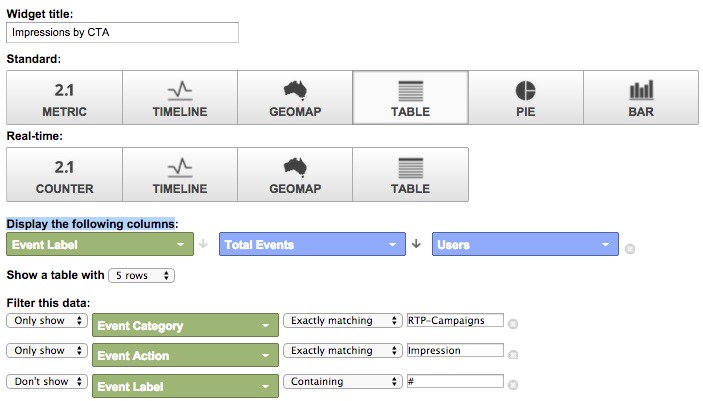 Widget title:
Impressions by CTA
Standard:
2.1
METRIC TIMELINE GEOMAP TABLE PIE BAR
Real-time:
2.1
COUNTER TIMELINE GEOMAP TABLE
Display the following columns:
Event Label Total Events Users
Show a table with 5 rows
Filter this data:
Only show Event Category Exactly matching RTP-Campaigns
Only show Event Action Exactly matching Impression
Don't show Event Label Containing #